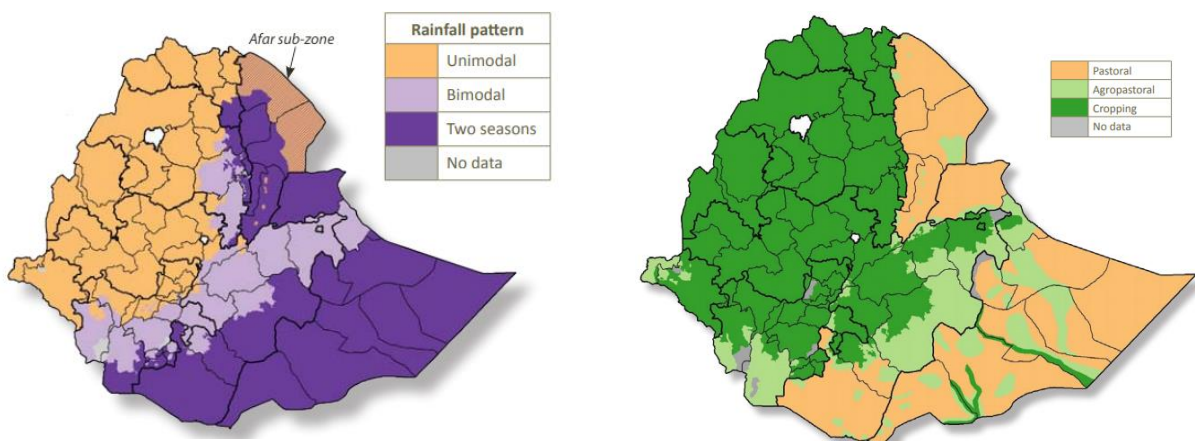 Afar sub-zone
Rainfall pattern
Unimodal
Bimodal
Two seasons
No data
Pastoral
Agropastoral
Cropping
No data